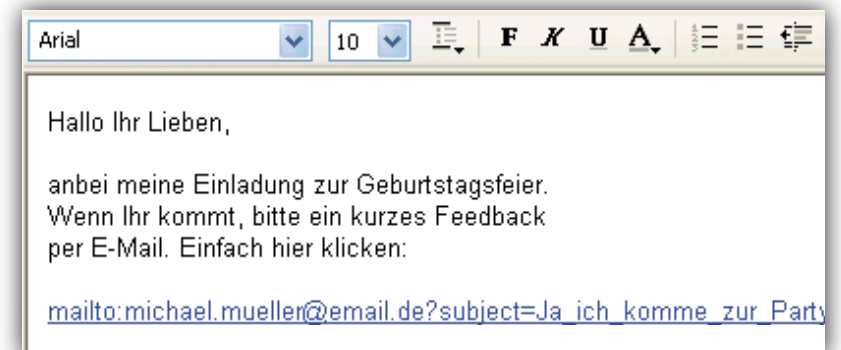 Arial 10 F K U A
Hallo Ihr Lieben,
anbei meine Einladung zur Geburtstagsfeier.
Wenn Ihr kommt, bitte ein kurzes Feedback
per E-Mail. Einfach hier klicken:
mailto:michael.mueller@email.de?subject=Ja_ich_komme_zur_Party